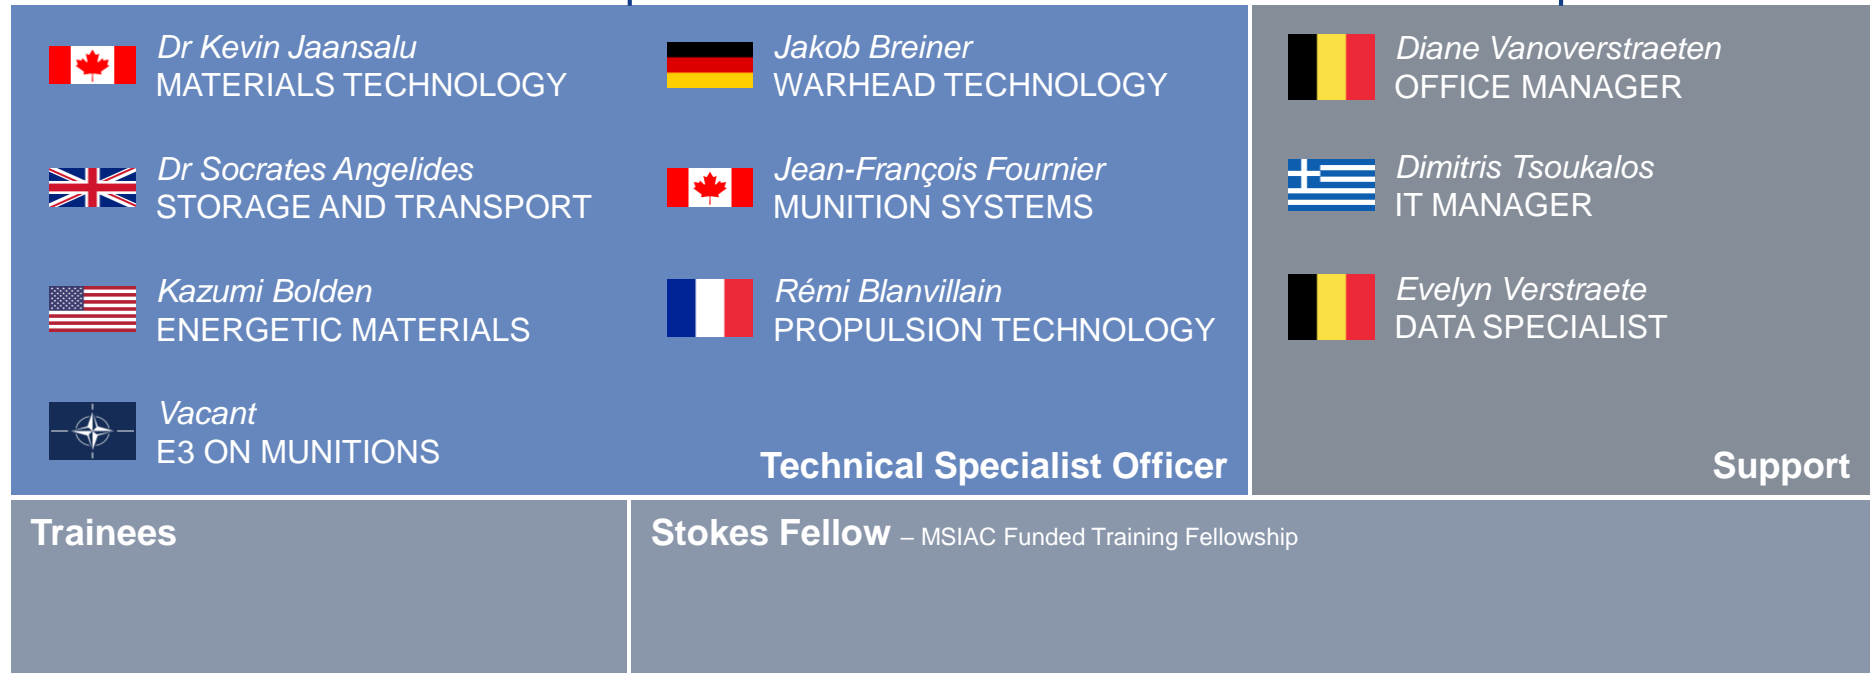 Dr Kevin Jaansalu
MATERIALS TECHNOLOGY
Dr Socrates Angelides
STORAGE AND TRANSPORT
Kazumi Bolden
ENERGETIC MATERIALS
Vacant
E3 ON MUNITIONS
Jakob Breiner
WARHEAD TECHNOLOGY
Jean-François Fournier
MUNITION SYSTEMS
Rémi Blanvillain
PROPULSION TECHNOLOGY
Technical Specialist Officer
Diane Vanoverstraeten
OFFICE MANAGER
Dimitris Tsoukalos
IT MANAGER
Evelyn Verstraete
DATA SPECIALIST
Support
Trainees
Stokes Fellow – MSIAC Funded Training Fellowship